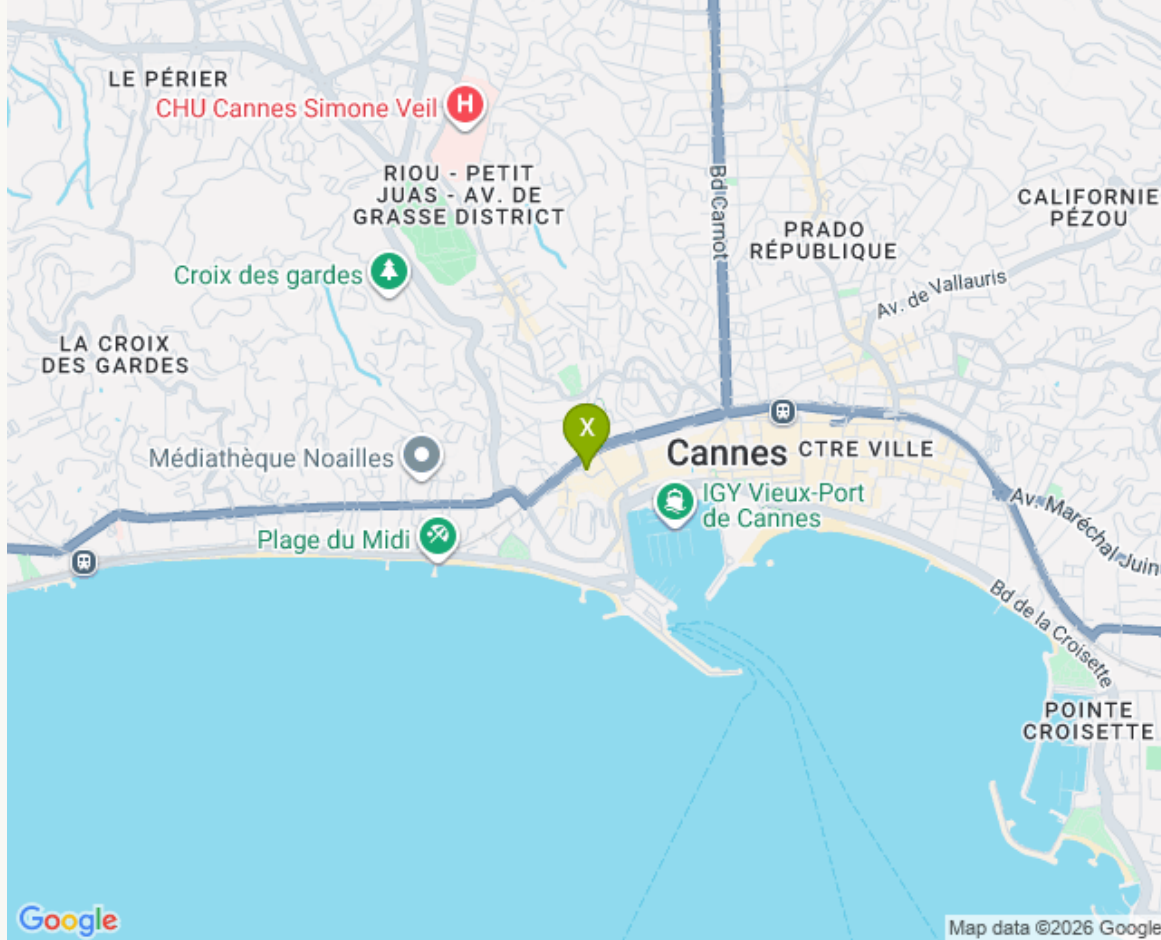 LE PÉRIER
CHU Cannes Simone Veil
H
RIOU - PETIT
JUAS - AV. DE
GRASSE DISTRICT
Bd Carnot
CALIFORNIE
PÉZOU
PRADO
RÉPUBLIQUE
Croix des gardes
Av. de Vallauris
LA CROIX
DES GARDES
X
Cannes
CTRE VILLE
Médiathèque Noailles
IGY Vieux-Port
de Cannes
Av. Maréchal Juin
Plage du Midi
Bd de la Croisette
POINTE
CROISETTE
Google
Map data ©2026 Google